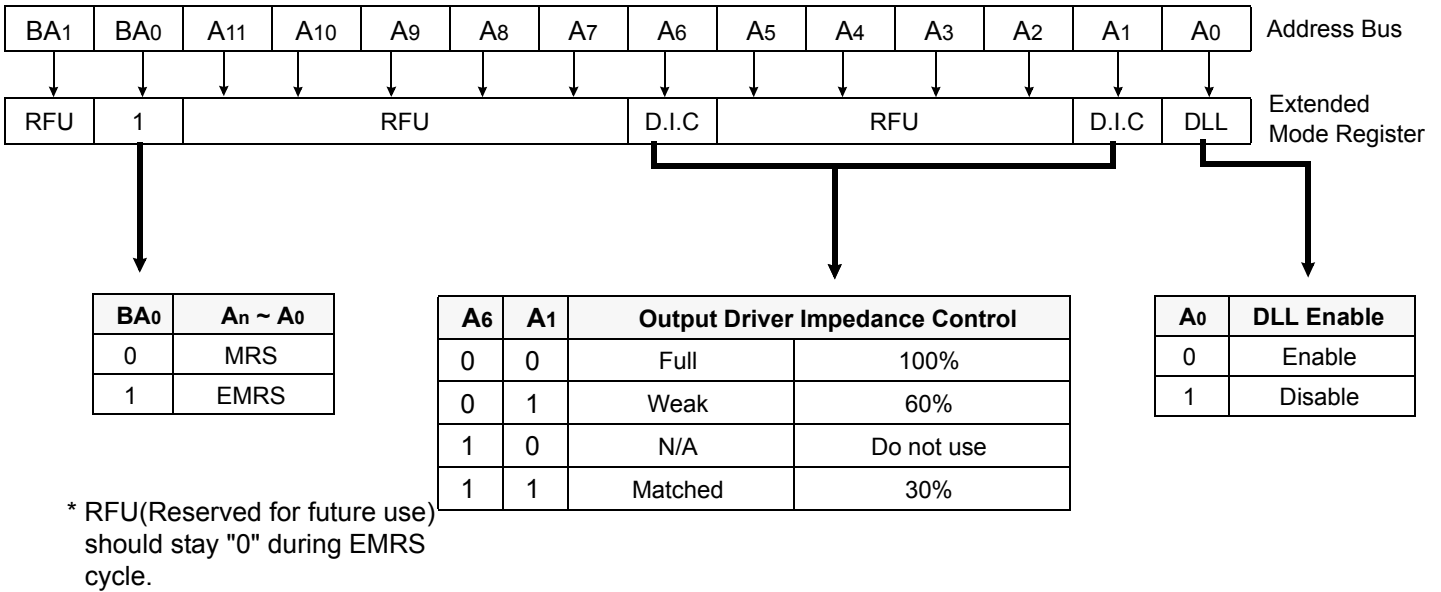 BA1 BA0 A11 A10 A9 A8 A7 A6 A5 A4 A3 A2 A1 A0 Address Bus
RFU 1 RFU D.I.C RFU D.I.C DLL Extended
Mode Register
BA0 An ~ A0
0 MRS
1 EMRS
A6 A1 Output Driver Impedance Control
0 0 Full 100%
0 1 Weak 60%
1 0 N/A Do not use
1 1 Matched 30%
A0 DLL Enable
0 Enable
1 Disable
* RFU(Reserved for future use)
should stay "0" during EMRS
cycle.